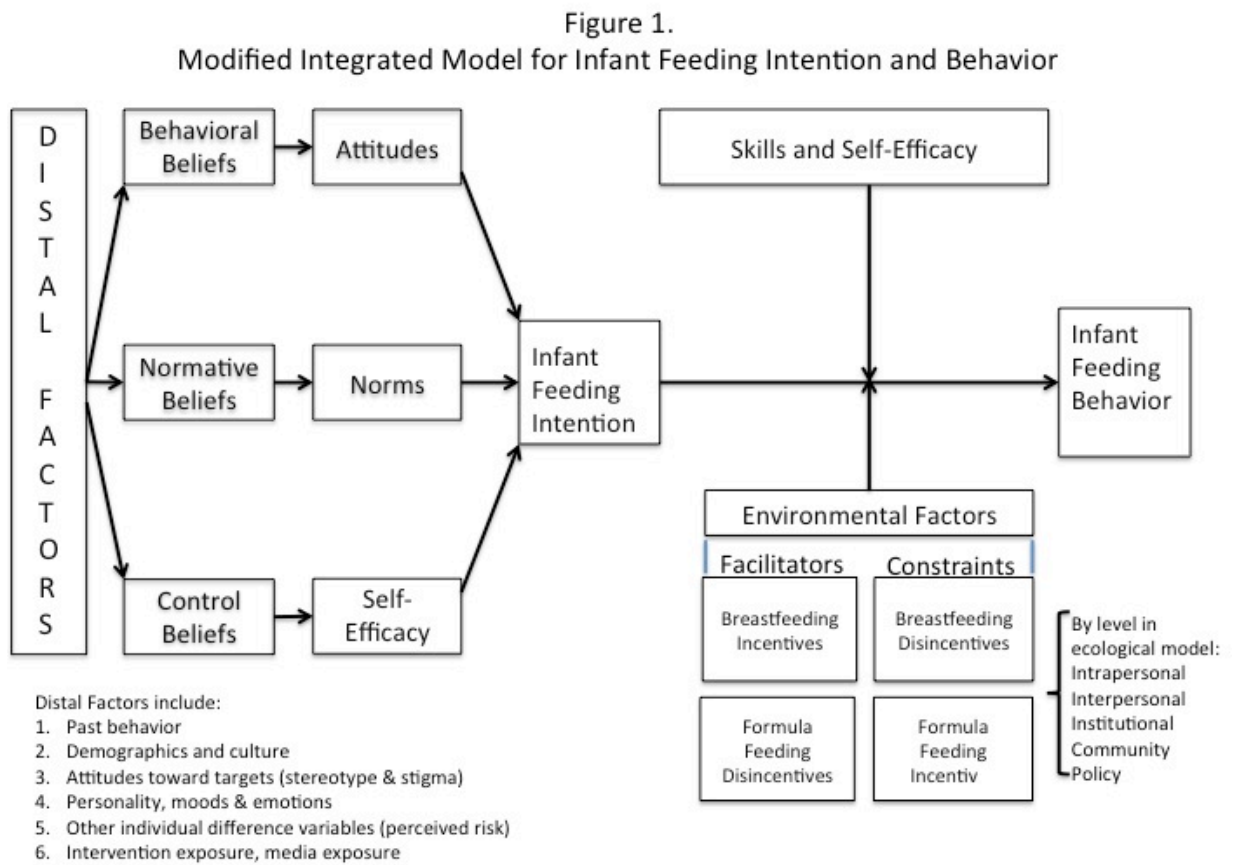 Figure 1.
Modified Integrated Model for Infant Feeding Intention and Behavior
DISTAL FACTORS
Behavioral
Beliefs
Attitudes
Skills and Self-Efficacy
Normative
Beliefs
Norms
Infant
Feeding
Intention
Infant
Feeding
Behavior
Control
Beliefs
Self-
Efficacy
Environmental Factors
Facilitators
Constraints
Breastfeeding
Incentives
Breastfeeding
Disincentives
Formula
Feeding
Disincentives
Formula
Feeding
Incentiv
By level in
ecological model:
Intrapersonal
Interpersonal
Institutional
Community
Policy
Distal Factors include:
1. Past behavior
2. Demographics and culture
3. Attitudes toward targets (stereotype & stigma)
4. Personality, moods & emotions
5. Other individual difference variables (perceived risk)
6. Intervention exposure, media exposure